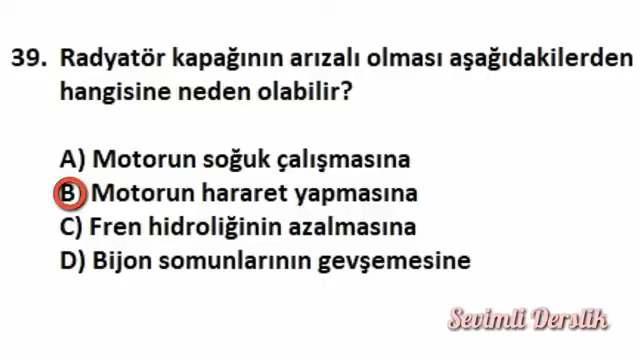 39. Radyatör kapağının arızalı olması aşağıdakilerden
hangisine neden olabilir?
A) Motorun soğuk çalışmasına
B) Motorun hararet yapmasına
C) Fren hidroliğinin azalmasına
D) Bijon somunlarının gevşemesine
Sevimli Derslik